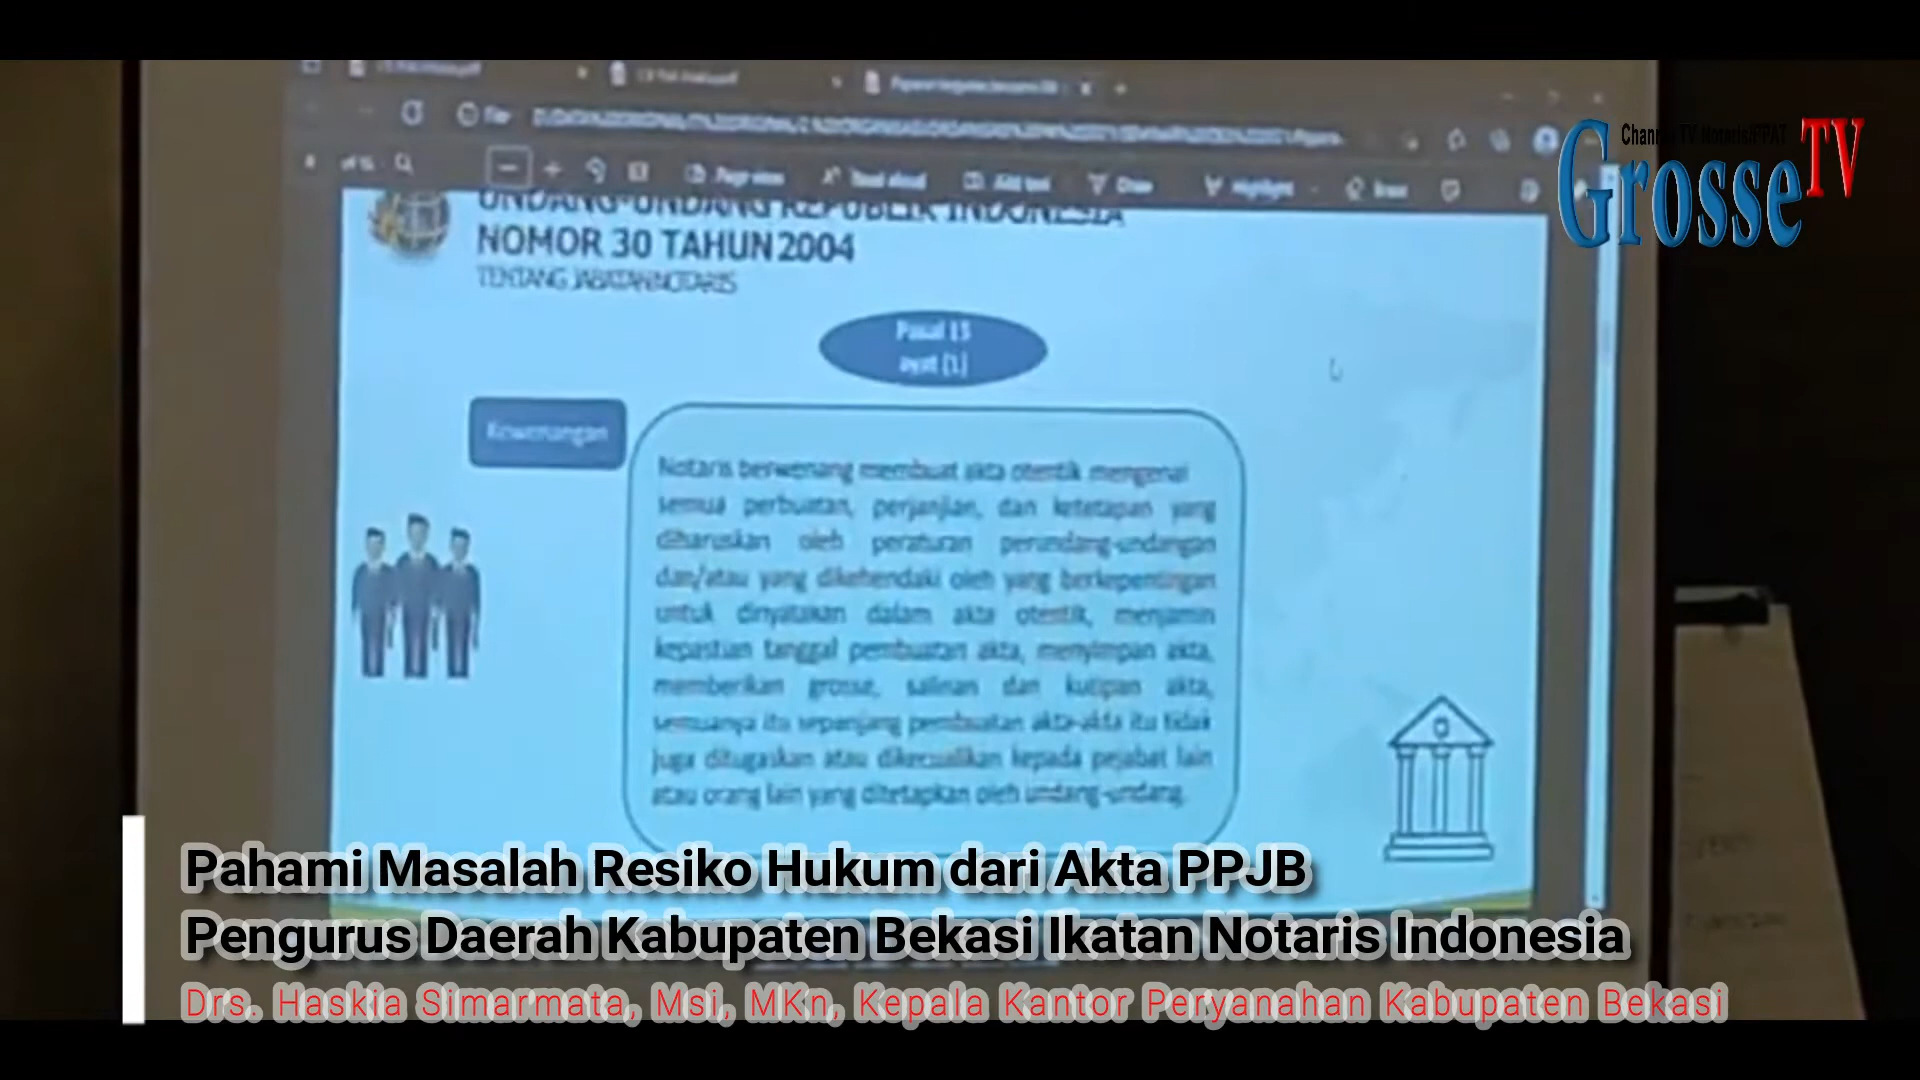 Channel TV Notaris/PPAT
Grosse TV
UNDANG-UNDANG REPUBLIK INDONESIA
NOMOR 30 TAHUN 2004
TENTANG JABATAN NOTARIS
Pasal 15
ayat (1)
Kewenangan
Notaris berwenang membuat akta otentik mengenai
semua perbuatan, perjanjian, dan ketetapan yang
diharuskan oleh peraturan perundang-undangan
dan/atau yang dikehendaki oleh yang berkepentingan
untuk dinyatakan dalam akta otentik, menjamin
kepastian tanggal pembuatan akta, menyimpan akta,
memberikan grosse, salinan dan kutipan akta,
semuanya itu sepanjang pembuatan akta-akta itu tidak
juga ditugaskan atau dikecualikan kepada pejabat lain
atau orang lain yang ditetapkan oleh undang-undang.
Pahami Masalah Resiko Hukum dari Akta PPJB
Pengurus Daerah Kabupaten Bekasi Ikatan Notaris Indonesia
Drs. Haskia Simarmata, Msi, MKn, Kepala Kantor Peryanahan Kabupaten Bekasi